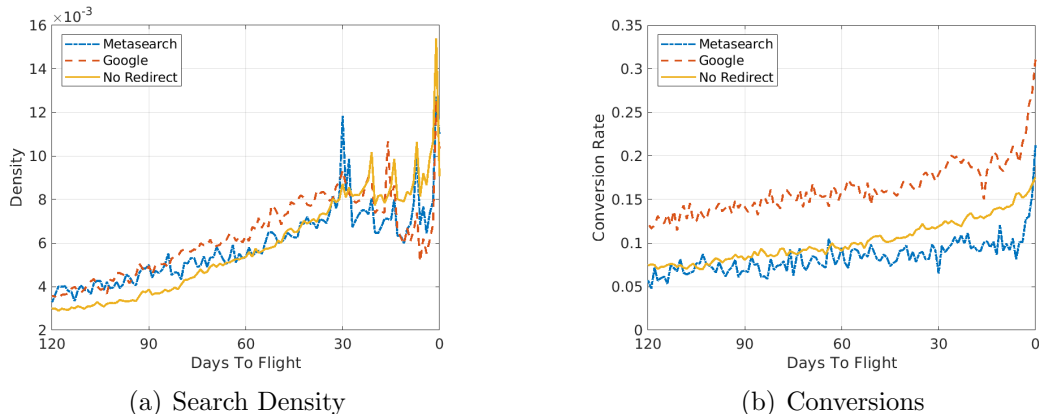 ×10⁻³
16
14
12
10
8
6
4
2
Density
Metasearch
Google
No Redirect
120 90 60 30 0
Days To Flight
(a) Search Density
0.35
0.3
0.25
0.2
0.15
0.1
0.05
0
Conversion Rate
Metasearch
Google
No Redirect
120 90 60 30 0
Days To Flight
(b) Conversions